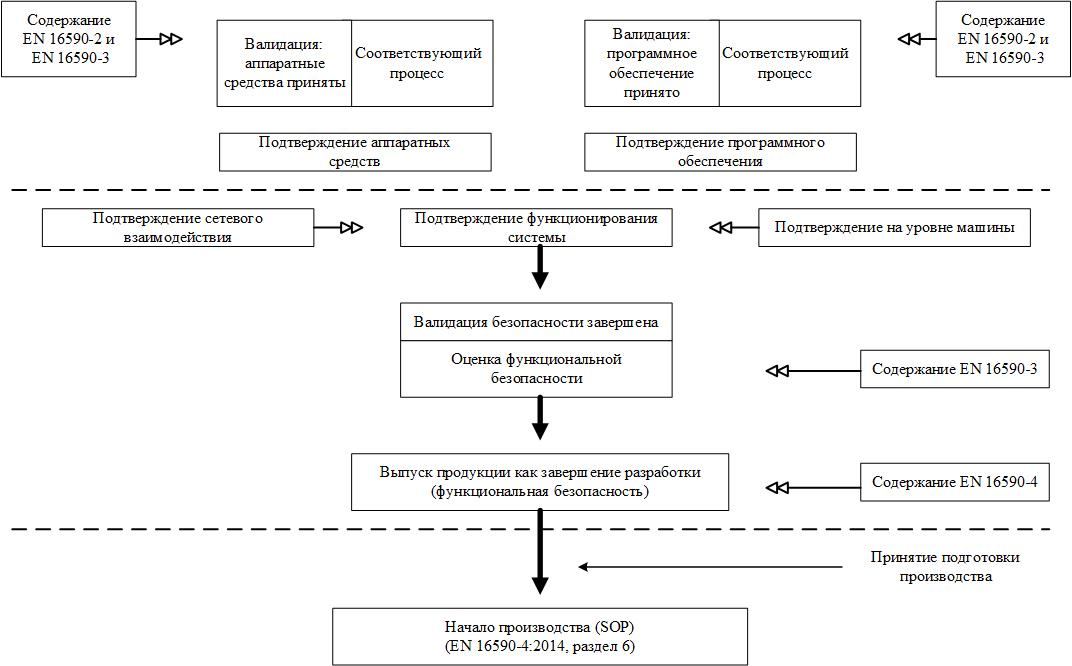 Содержание
EN 16590-2 и
EN 16590-3
Валидация:
аппаратные
средства приняты
Соответствующий
процесс
Валидация:
программное
обеспечение
принято
Соответствующий
процесс
Содержание
EN 16590-2 и
EN 16590-3
Подтверждение аппаратных
средств
Подтверждение программного
обеспечения
Подтверждение сетевого
взаимодействия
Подтверждение функционирования
системы
Подтверждение на уровне машины
Валидация безопасности завершена
Оценка функциональной
безопасности
Содержание EN 16590-3
Выпуск продукции как завершение разработки
(функциональная безопасность)
Содержание EN 16590-4
Принятие подготовки
производства
Начало производства (SOP)
(EN 16590-4:2014, раздел 6)